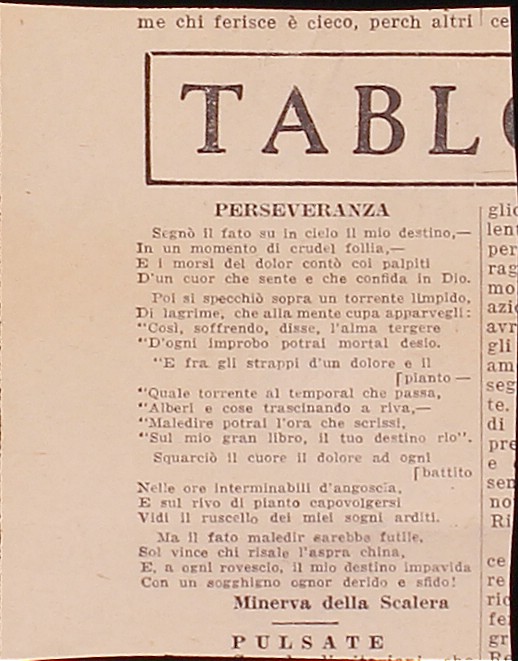 me chi ferisce è cieco, perch altri
ce
TABL
PERSEVERANZA
Segnò il fato su in cielo il mio destino,—
In un momento di crudel follia,—
E i morsi del dolor contò coi palpiti
D'un cuor che sente e che confida in Dio.
Poi si specchiò sopra un torrente limpido,
Di lagrime, che alla mente cupa apparvegli:
"Così, soffrendo, disse, l'alma tergere
"D'ogni improbo potrai mortal desio.
"E fra gli strappi d'un dolore e il
[pianto —
"Quale torrente al temporal che passa,
"Alberi e cose trascinando a riva,—
"Maledire potrai l'ora che scrissi,
"Sul mio gran libro, il tuo destino rio".
Squarciò il cuore il dolore ad ogni
[battito
Nelle ore interminabili d'angoscia,
E sul rivo di pianto capovolgersi
Vidi il ruscello dei miei sogni arditi.
Ma il fato maledir sarebbe futile,
Sol vince chi risale l'aspra china,
E, a ogni rovescio, il mio destino impavida
Con un sogghigno ognor derido e sfido!
Minerva della Scalera
PULSATE
glio
lent
per
rag
mo
azio
avr
gli
am
seg
te.
di
pre
e
sen
no
Ri
ce
re
ric
fer
gr
Re